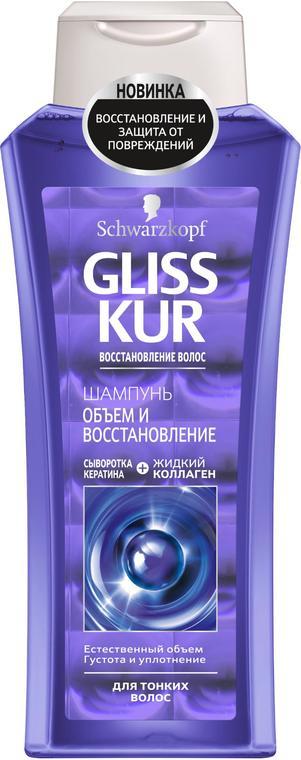 НОВИНКА
ВОССТАНОВЛЕНИЕ И
ЗАЩИТА ОТ
ПОВРЕЖДЕНИЙ
Schwarzkopf
GLISS
KUR
ВОССТАНОВЛЕНИЕ ВОЛОС
ШАМПУНЬ
ОБЪЕМ И
ВОССТАНОВЛЕНИЕ
СЫВОРОТКА КЕРАТИНА + ЖИДКИЙ КОЛЛАГЕН
Естественный объем
Густота и уплотнение
ДЛЯ ТОНКИХ
ВОЛОС